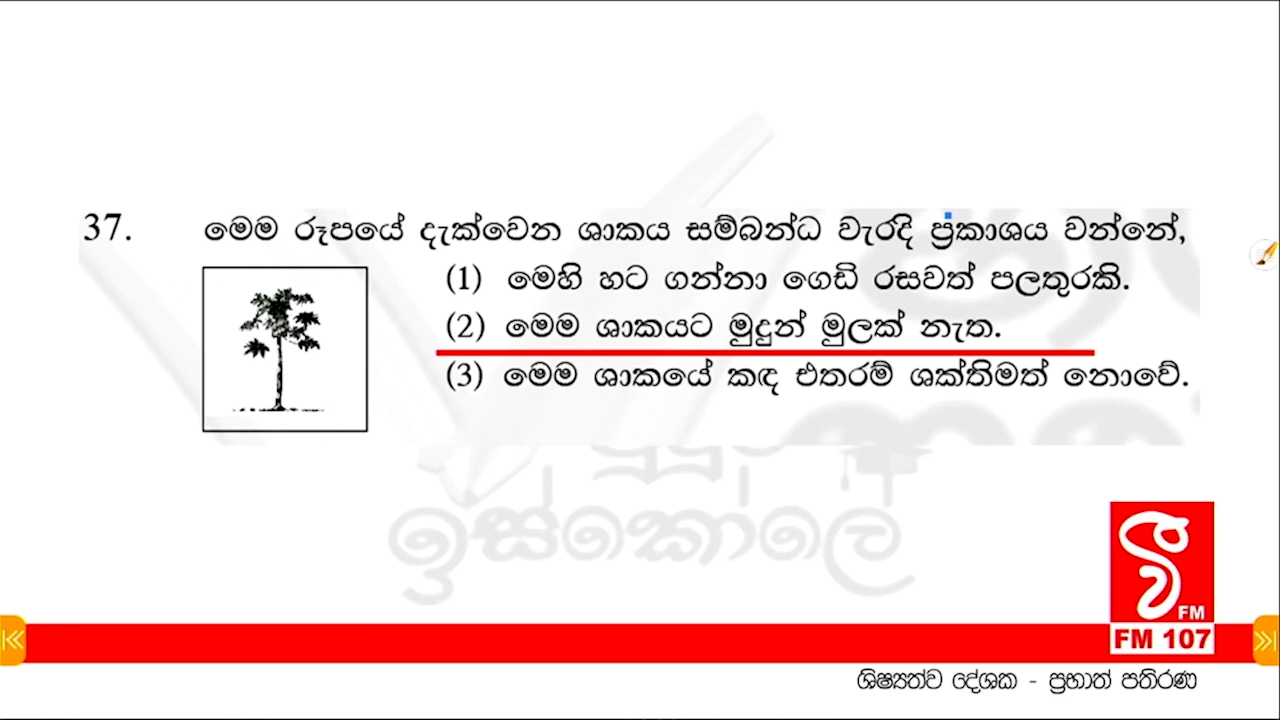 37. මෙම රූපයේ දැක්වෙන ශාකය සම්බන්ධ වැරදි ප්‍රකාශය වන්නේ,
(1) මෙහි හට ගන්නා ගෙඩි රසවත් පලතුරකි.
(2) මෙම ශාකයට මුදුන් මුලක් නැත.
(3) මෙම ශාකයේ කඳ එතරම් ශක්තිමත් නොවේ.
ඉස්කෝලෙ
FM
FM 107
ශිෂ්‍යත්ව දේශක - ප්‍රභාත් පතිරණ